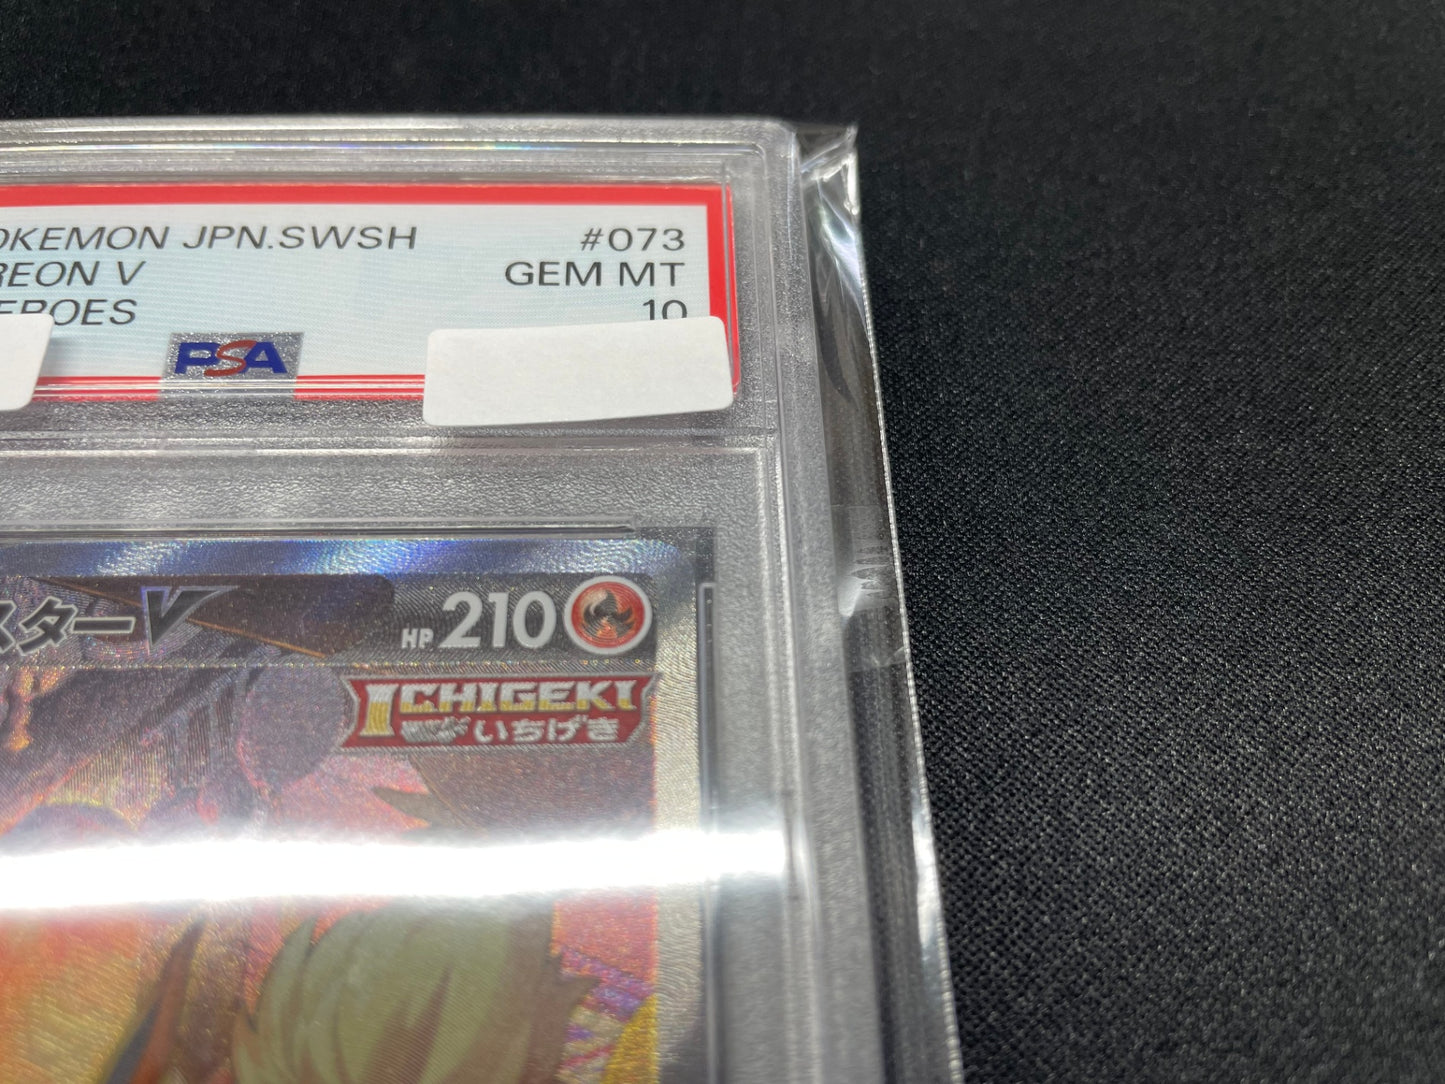 OKEMON JPN.SWSH #073
REON V GEM MT
EROES 10
PSA
スターV HP 210
ICHIGEKI
いちげき